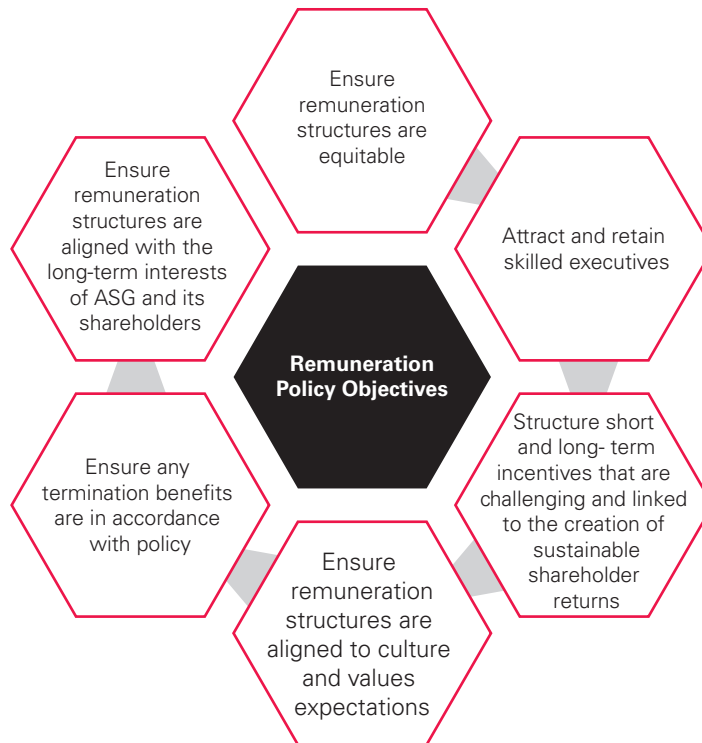 Ensure
remuneration
structures are
equitable
Attract and retain
skilled executives
Structure short
and long- term
incentives that are
challenging and linked
to the creation of
sustainable
shareholder
returns
Ensure
remuneration
structures are
aligned to culture
and values
expectations
Ensure any
termination benefits
are in accordance
with policy
Ensure
remuneration
structures are
aligned with the
long-term interests
of ASG and its
shareholders
Remuneration
Policy Objectives